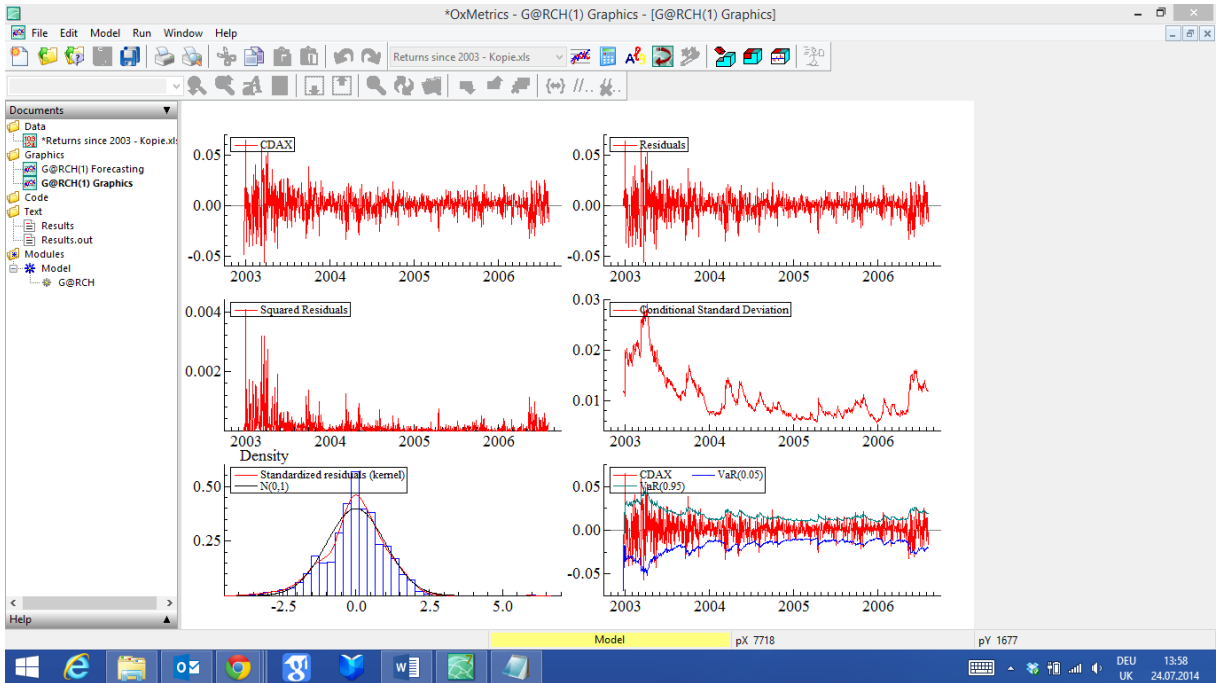 *OxMetrics - G@RCH(1) Graphics - [G@RCH(1) Graphics]
File Edit Model Run Window Help
Returns since 2003 - Kopie.xls
Documents
Data
*Returns since 2003 - Kopie.xls
Graphics
G@RCH(1) Forecasting
G@RCH(1) Graphics
Code
Text
Results
Results.out
Modules
Model
G@RCH
Help
CDAX
0.05
0.00
-0.05
2003 2004 2005 2006
Residuals
0.05
0.00
-0.05
2003 2004 2005 2006
Squared Residuals
0.004
0.002
2003 2004 2005 2006
Conditional Standard Deviation
0.03
0.02
0.01
2003 2004 2005 2006
Density
Standardized residuals (kernel)
N(0,1)
0.50
0.25
-2.5 0.0 2.5 5.0
CDAX VaR(0.05)
VaR(0.95)
0.05
0.00
-0.05
2003 2004 2005 2006
Model pX 7718 pY 1677
DEU 13:58
UK 24.07.2014